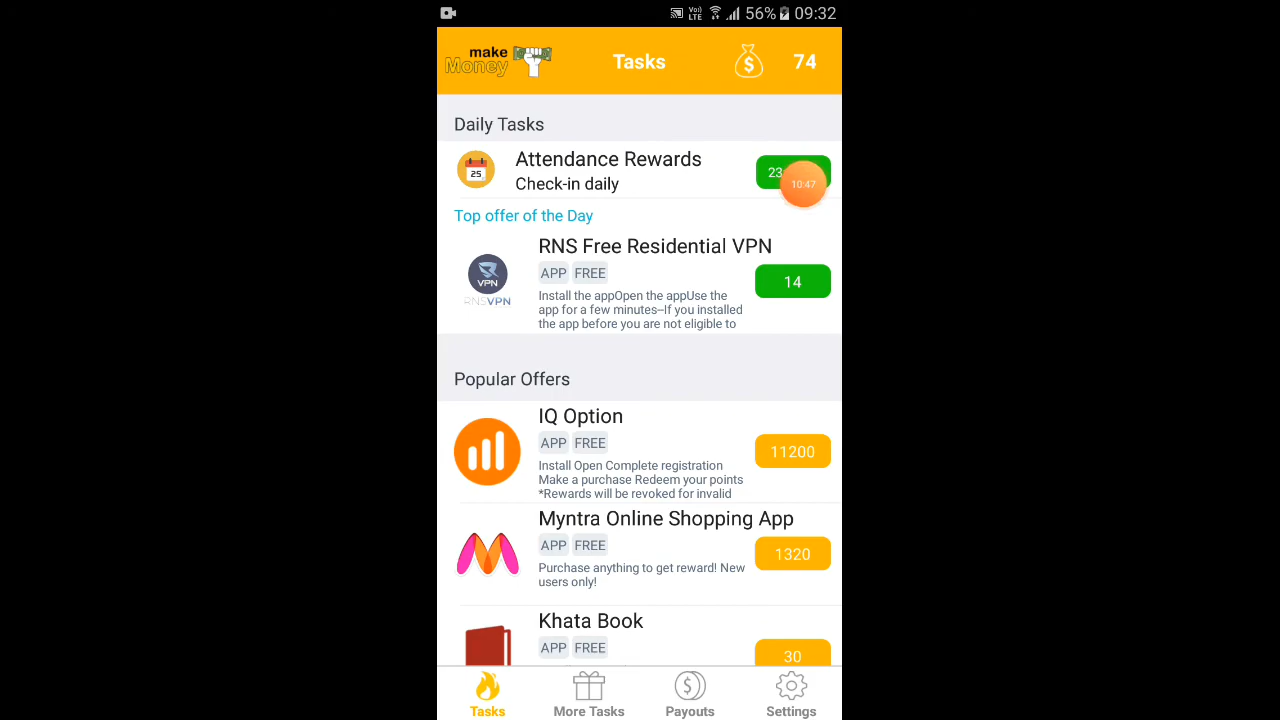 Vo))
LTE
56%
09:32
make
Money
Tasks
$
74
Daily Tasks
25
Attendance Rewards
Check-in daily
23
10:47
Top offer of the Day
RNS Free Residential VPN
VPN
RNSVPN
APP FREE
Install the appOpen the appUse the
app for a few minutes–If you installed
the app before you are not eligible to
14
Popular Offers
IQ Option
APP FREE
Install Open Complete registration
Make a purchase Redeem your points
*Rewards will be revoked for invalid
11200
Myntra Online Shopping App
APP FREE
Purchase anything to get reward! New
users only!
1320
Khata Book
APP FREE
30
Tasks
More Tasks
$
Payouts
Settings